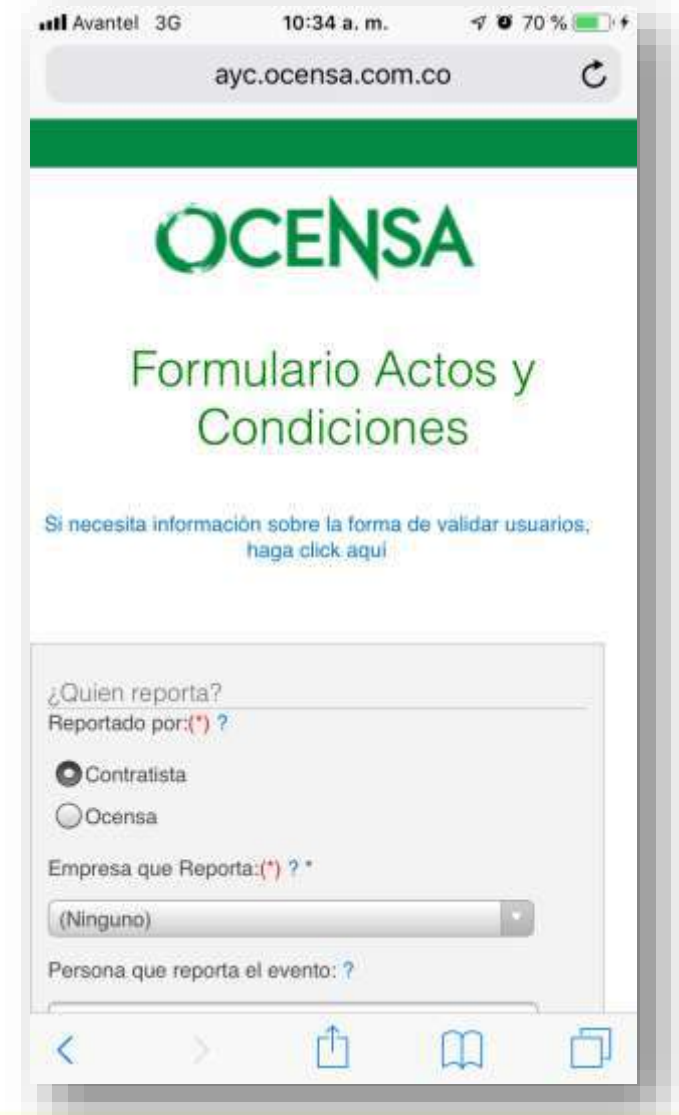 Avantel 3G 10:34 a. m. 70 %
ayc.ocensa.com.co
OCENSA
Formulario Actos y
Condiciones
Si necesita información sobre la forma de validar usuarios,
haga click aquí
¿Quien reporta?
Reportado por:(*) ?
Contratista
Ocensa
Empresa que Reporta:(*) ? *
(Ninguno)
Persona que reporta el evento: ?